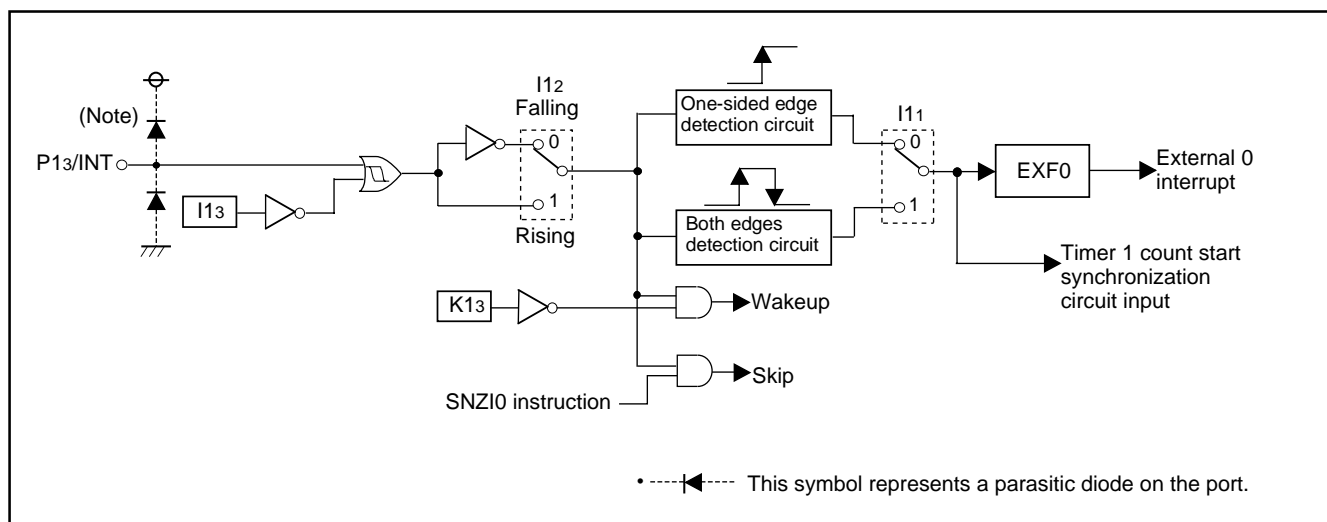 (Note)
P13/INT
I13
I12
Falling
0
1
Rising
K13
One-sided edge
detection circuit
Both edges
detection circuit
I11
0
1
EXF0
External 0
interrupt
Timer 1 count start
synchronization
circuit input
Wakeup
Skip
SNZI0 instruction
This symbol represents a parasitic diode on the port.